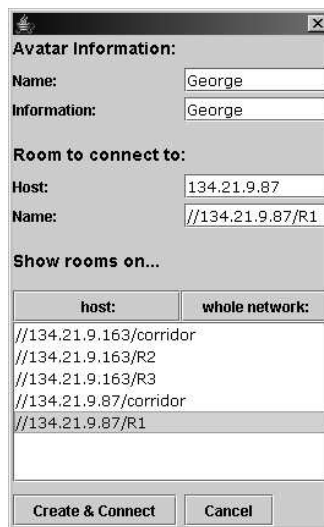 Avatar Information:
Name: George
Information: George
Room to connect to:
Host: 134.21.9.87
Name: //134.21.9.87/R1
Show rooms on...
host: whole network:
//134.21.9.163/corridor
//134.21.9.163/R2
//134.21.9.163/R3
//134.21.9.87/corridor
//134.21.9.87/R1
Create & Connect Cancel